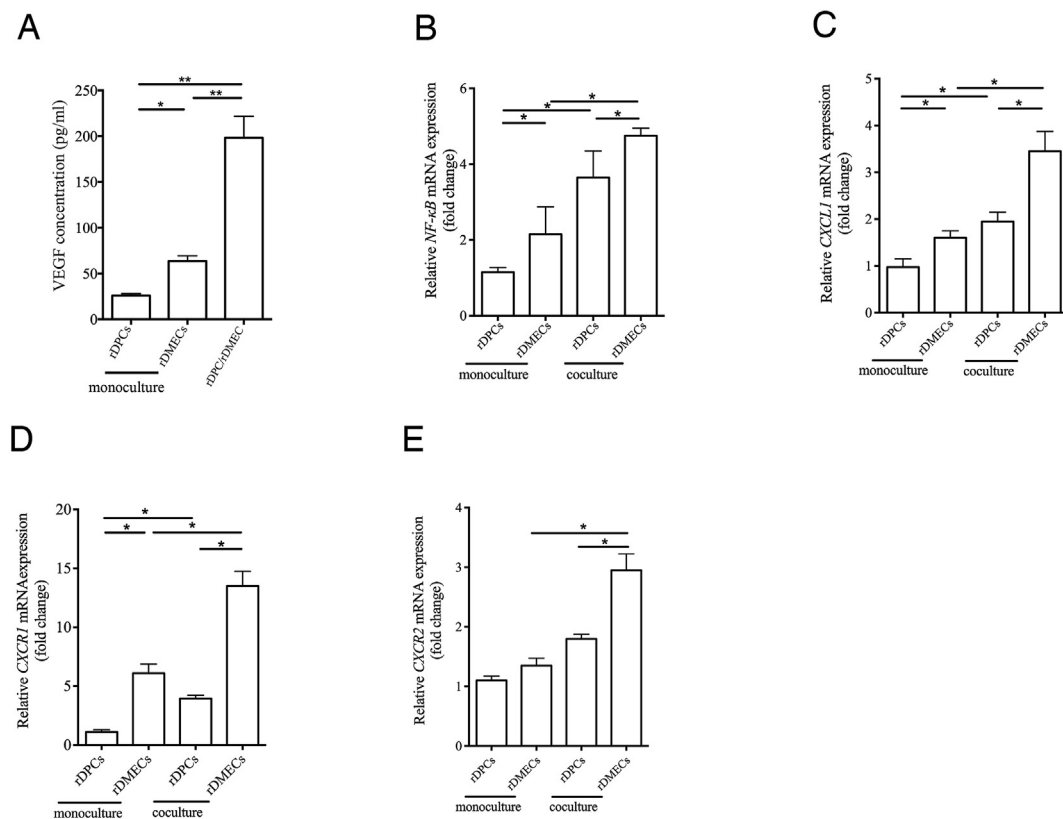 A
VEGF concentration (pg/ml)
250
200
150
100
50
0
**
*
**
rDPCs
rDMECs
rDPC/rDMEC
monoculture
B
Relative NF-κB mRNA expression
(fold change)
6
4
2
0
*
*
*
*
rDPCs
rDMECs
rDPCs
rDMECs
monoculture
coculture
C
Relative CXCL1 mRNA expression
(fold change)
5
4
3
2
1
0
*
*
*
*
rDPCs
rDMECs
rDPCs
rDMECs
monoculture
coculture
D
Relative CXCR1 mRNAexpression
(fold change)
20
15
10
5
0
*
*
*
*
rDPCs
rDMECs
rDPCs
rDMECs
monoculture
coculture
E
Relative CXCR2 mRNA expression
(fold change)
4
3
2
1
0
*
*
rDPCs
rDMECs
rDPCs
rDMECs
monoculture
coculture